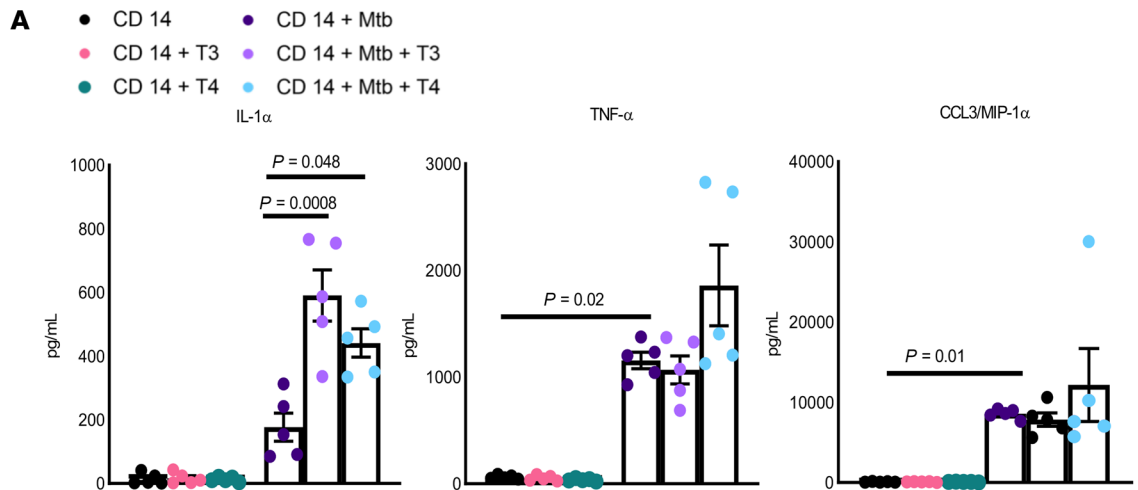 A
CD 14
CD 14 + Mtb
CD 14 + T3
CD 14 + Mtb + T3
CD 14 + T4
CD 14 + Mtb + T4
IL-1α
pg/mL
1000
800
600
400
200
0
P = 0.048
P = 0.0008
TNF-α
pg/mL
3000
2000
1000
0
P = 0.02
CCL3/MIP-1α
pg/mL
40000
30000
20000
10000
0
P = 0.01